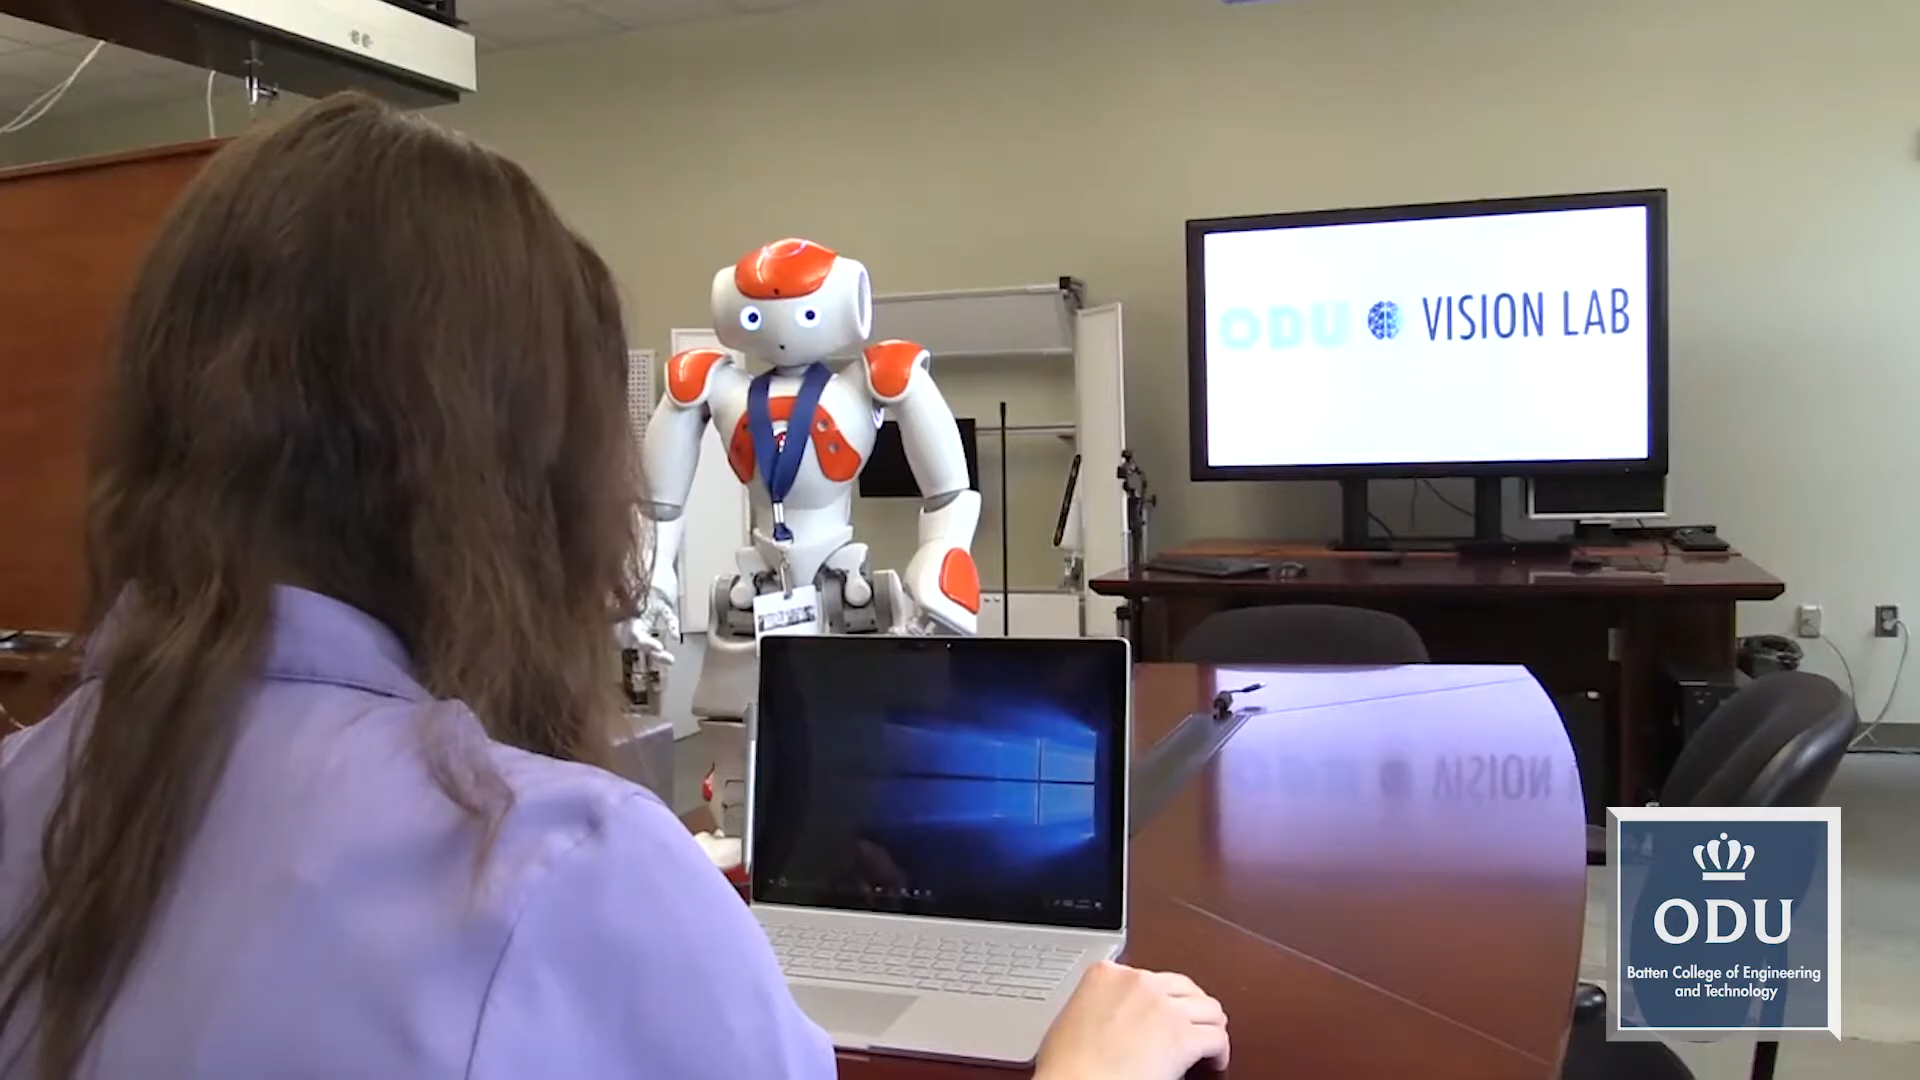 ODU VISION LAB
ODU
Batten College of Engineering
and Technology